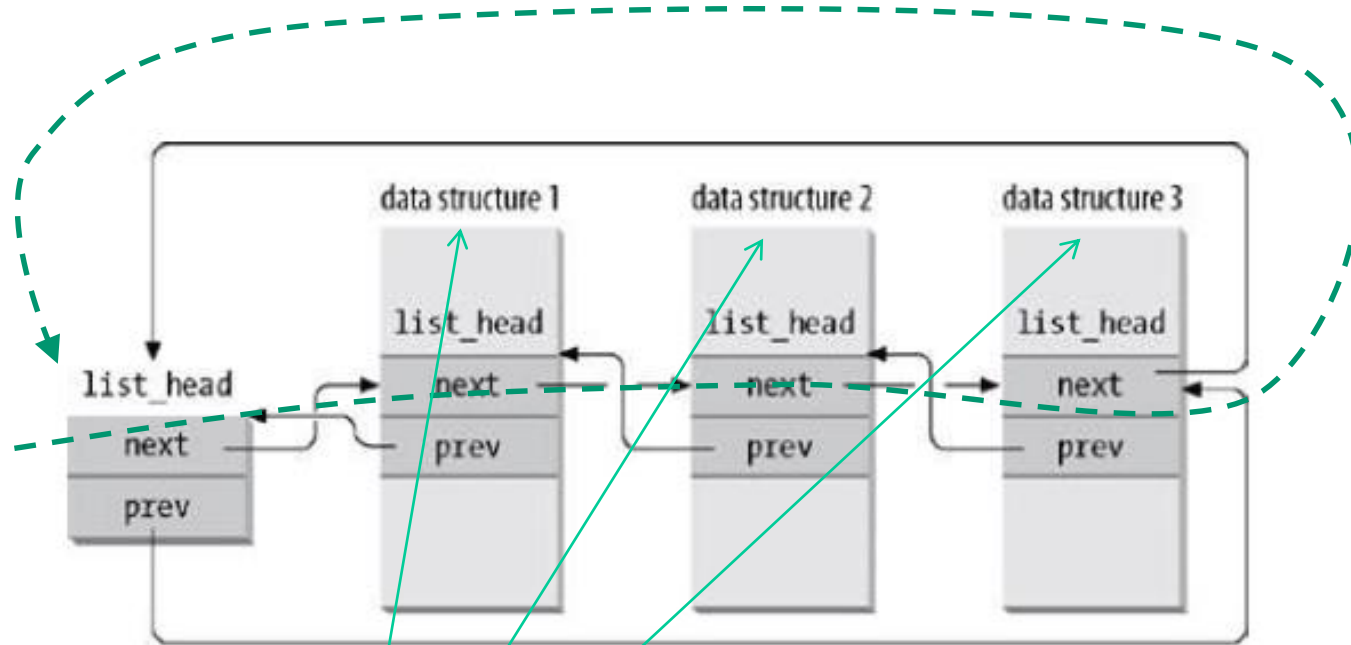 data structure 1
data structure 2
data structure 3
list_head
list_head
list_head
list_head
next
next
next
next
prev
prev
prev
prev